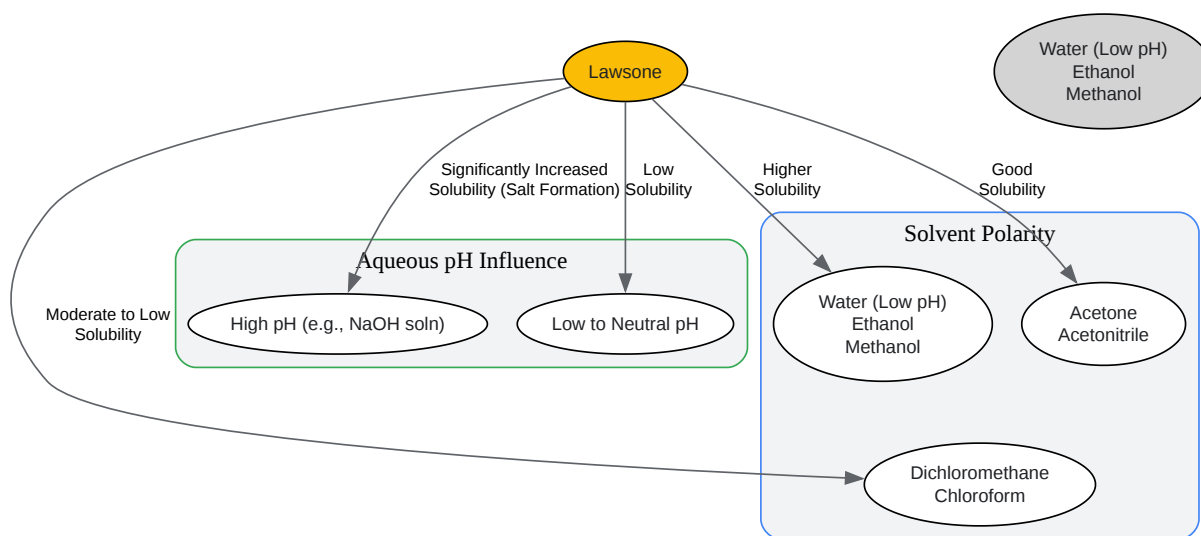 Lawsone
Water (Low pH)
Ethanol
Methanol
Significantly Increased
Solubility (Salt Formation)
Low
Solubility
Higher
Solubility
Good
Solubility
Aqueous pH Influence
Solvent Polarity
Moderate to Low
Solubility
High pH (e.g., NaOH soln)
Low to Neutral pH
Water (Low pH)
Ethanol
Methanol
Acetone
Acetonitrile
Dichloromethane
Chloroform